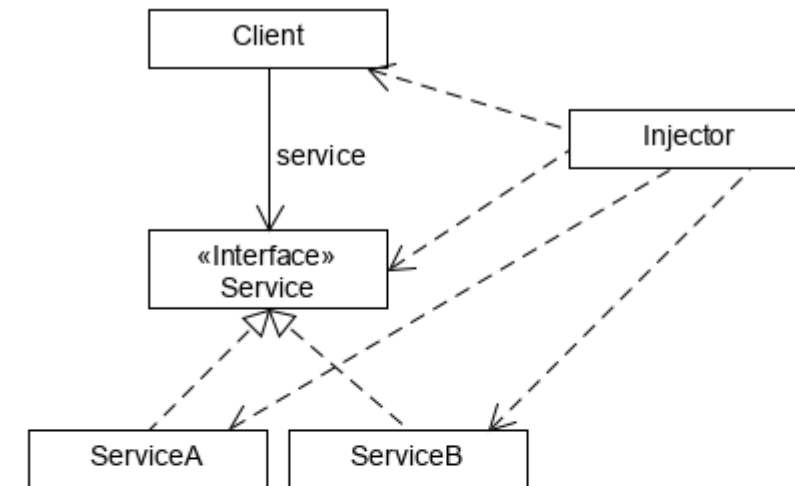 Client
Injector
service
«Interface»
Service
ServiceA
ServiceB